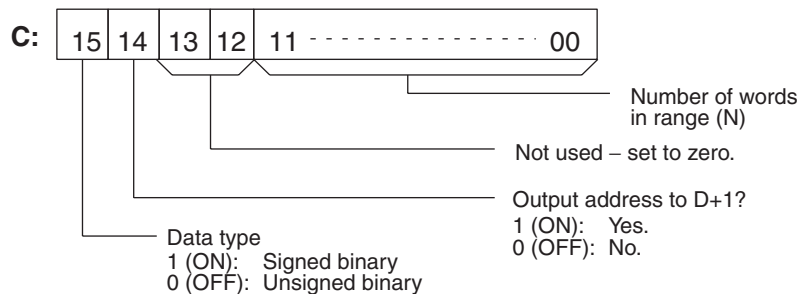 C: 15 14 13 12 11 00
Number of words
in range (N)
Not used – set to zero.
Output address to D+1?
1 (ON): Yes.
0 (OFF): No.
Data type
1 (ON): Signed binary
0 (OFF): Unsigned binary